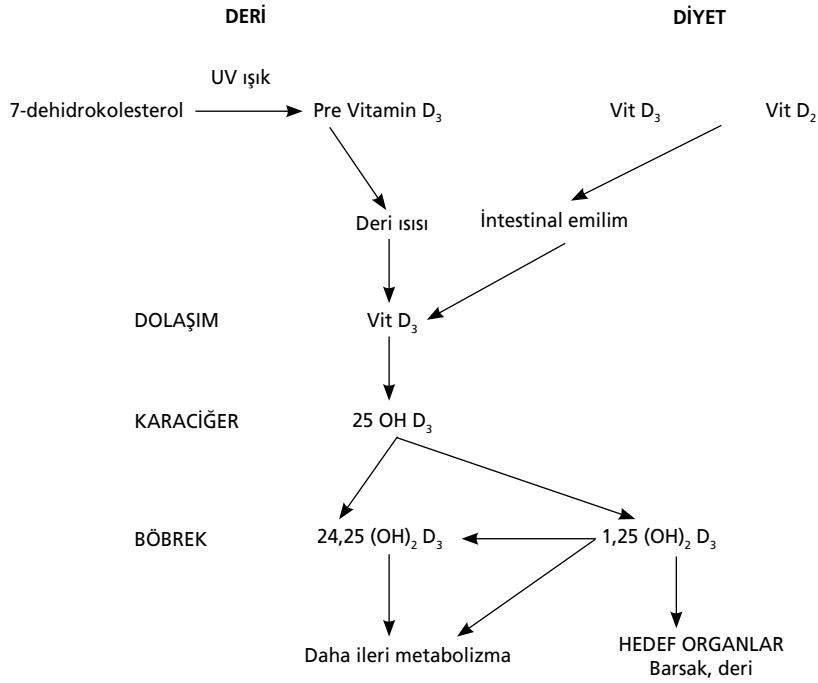 DERİ
DİYET
UV ışık
7-dehidrokolesterol
Pre Vitamin D₃
Vit D₃
Vit D₂
Deri ısısı
İntestinal emilim
DOLAŞIM
Vit D₃
KARACİĞER
25 OH D₃
BÖBREK
24,25 (OH)₂ D₃
1,25 (OH)₂ D₃
Daha ileri metabolizma
HEDEF ORGANLAR
Barsak, deri